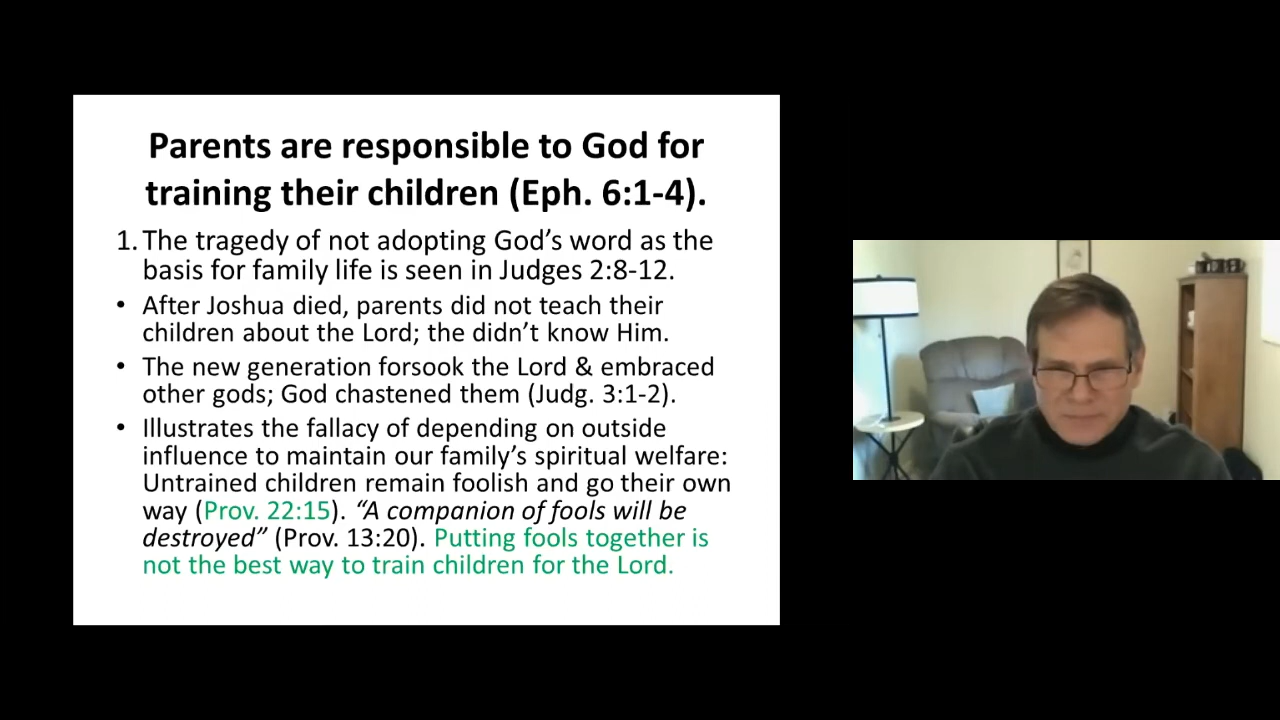 Parents are responsible to God for
training their children (Eph. 6:1-4).
1. The tragedy of not adopting God’s word as the
basis for family life is seen in Judges 2:8-12.
• After Joshua died, parents did not teach their
children about the Lord; the didn’t know Him.
• The new generation forsook the Lord & embraced
other gods; God chastened them (Judg. 3:1-2).
• Illustrates the fallacy of depending on outside
influence to maintain our family’s spiritual welfare:
Untrained children remain foolish and go their own
way (Prov. 22:15). “A companion of fools will be
destroyed” (Prov. 13:20). Putting fools together is
not the best way to train children for the Lord.